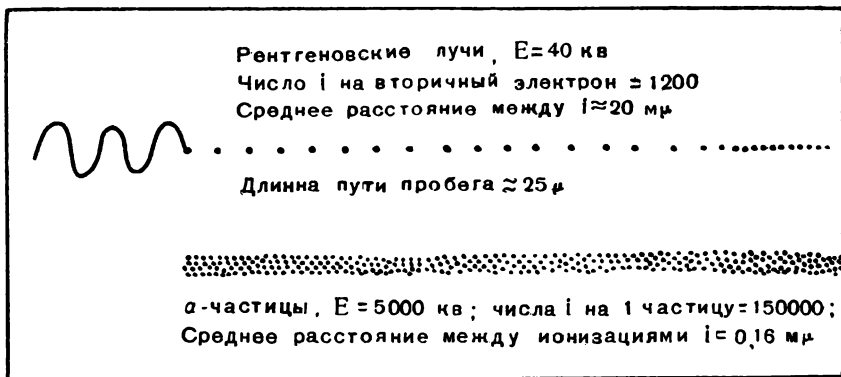 Рентгеновские лучи, E=40 кв
Число i на вторичный электрон = 1200
Среднее расстояние между i≈20 мμ
Длинна пути пробега ≈ 25μ
α-частицы, E = 5000 кв; числа i на 1 частицу=150000;
Среднее расстояние между ионизациями i= 0,16 мμ